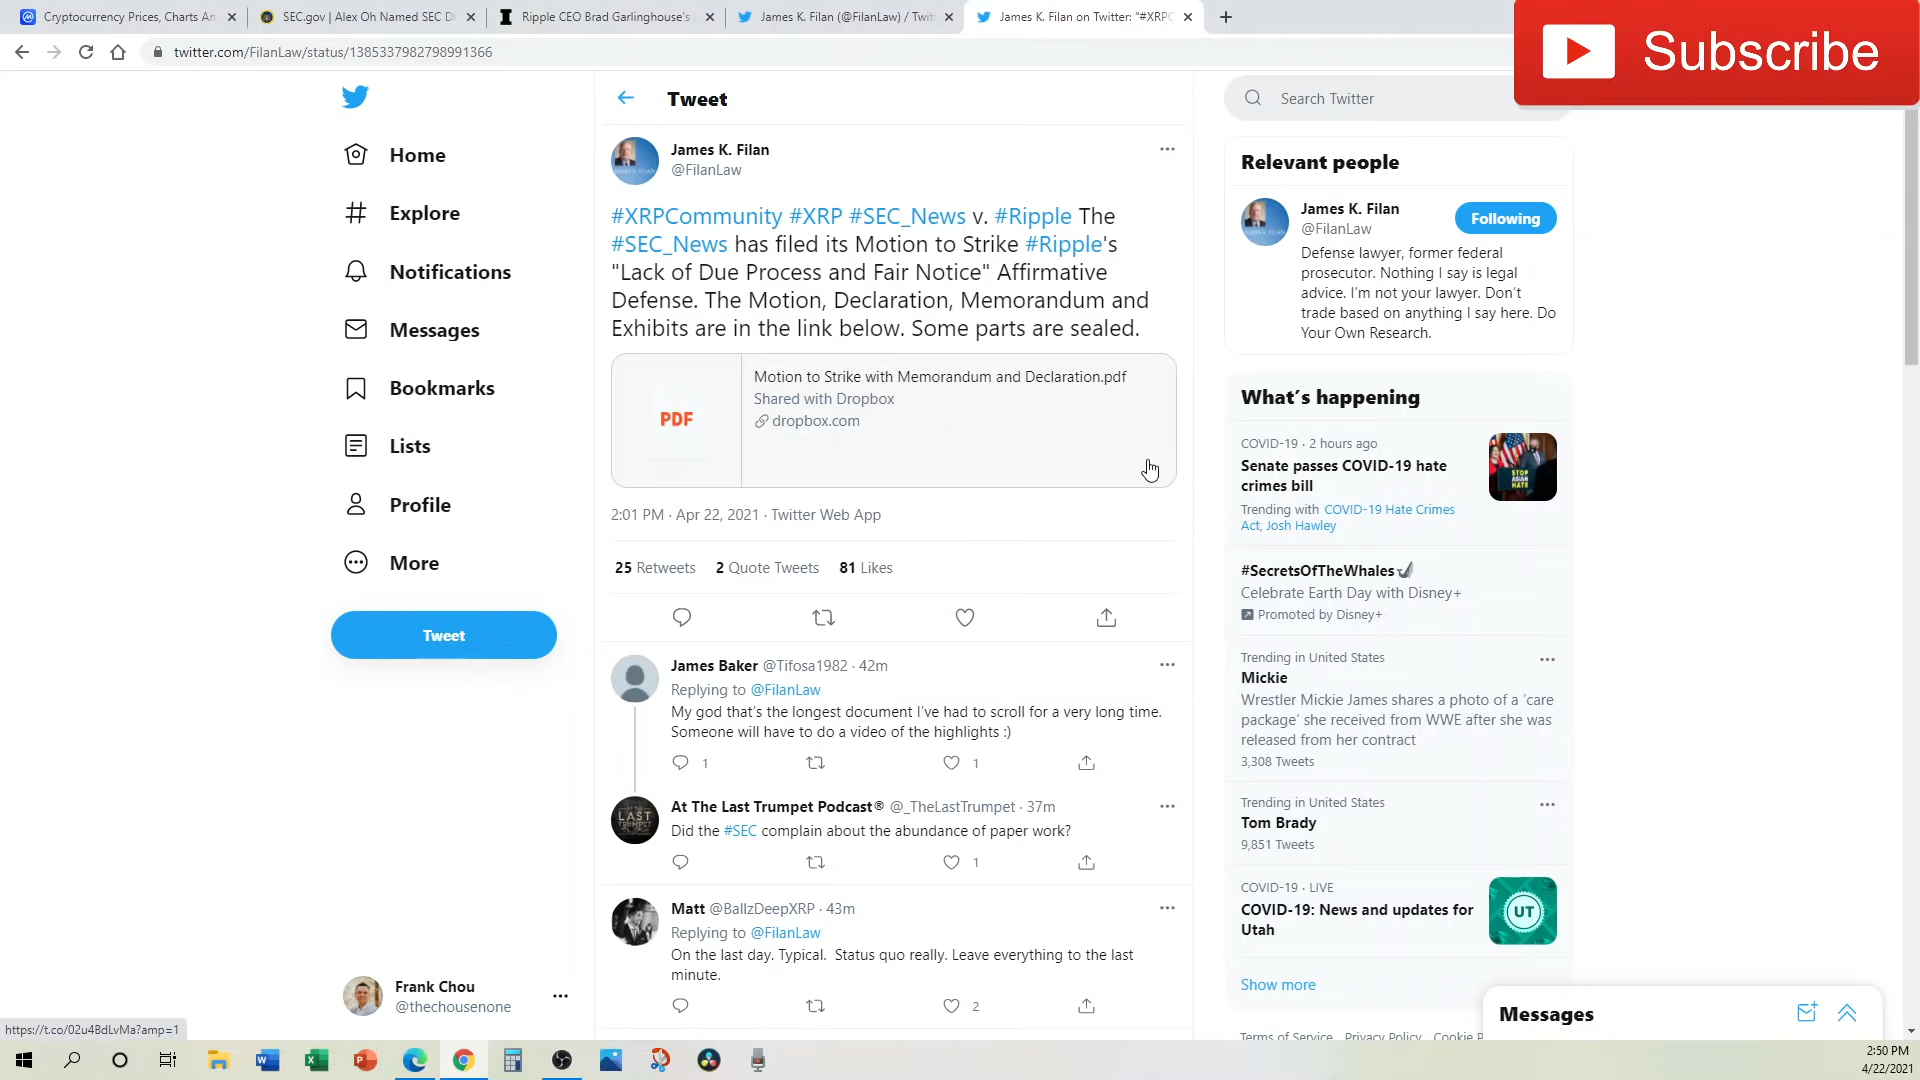 Cryptocurrency Prices, Charts An
SEC.gov | Alex Oh Named SEC D
Ripple CEO Brad Garlinghouse's
James K. Filan (@FilanLaw) / Twit
James K. Filan on Twitter: "#XRPC
twitter.com/FilanLaw/status/1385337982798991366
Subscribe
Home
Explore
Notifications
Messages
Bookmarks
Lists
Profile
More
Tweet
Frank Chou
@thechousenone
https://t.co/02u4BdLvMa?amp=1
Tweet
James K. Filan
@FilanLaw
#XRPCommunity #XRP #SEC_News v. #Ripple The
#SEC_News has filed its Motion to Strike #Ripple's
"Lack of Due Process and Fair Notice" Affirmative
Defense. The Motion, Declaration, Memorandum and
Exhibits are in the link below. Some parts are sealed.
PDF
Motion to Strike with Memorandum and Declaration.pdf
Shared with Dropbox
dropbox.com
2:01 PM · Apr 22, 2021 · Twitter Web App
25 Retweets 2 Quote Tweets 81 Likes
James Baker @Tifosa1982 · 42m
Replying to @FilanLaw
My god that's the longest document I've had to scroll for a very long time.
Someone will have to do a video of the highlights :)
1 1
At The Last Trumpet Podcast® @_TheLastTrumpet · 37m
Did the #SEC complain about the abundance of paper work?
1
LAST
Matt @BallzDeepXRP · 43m
Replying to @FilanLaw
On the last day. Typical. Status quo really. Leave everything to the last
minute.
2
Search Twitter
Relevant people
James K. Filan
@FilanLaw
Following
Defense lawyer, former federal
prosecutor. Nothing I say is legal
advice. I'm not your lawyer. Don't
trade based on anything I say here. Do
Your Own Research.
What's happening
COVID-19 · 2 hours ago
Senate passes COVID-19 hate
crimes bill
Trending with COVID-19 Hate Crimes
Act, Josh Hawley
STOP
ASIAN
HATE
#SecretsOfTheWhales
Celebrate Earth Day with Disney+
Promoted by Disney+
Trending in United States
Mickie
Wrestler Mickie James shares a photo of a 'care
package' she received from WWE after she was
released from her contract
3,308 Tweets
Trending in United States
Tom Brady
9,851 Tweets
COVID-19 · LIVE
COVID-19: News and updates for
Utah
UT
Show more
Terms of Service Privacy Policy Cookie P
Messages
2:50 PM
4/22/2021